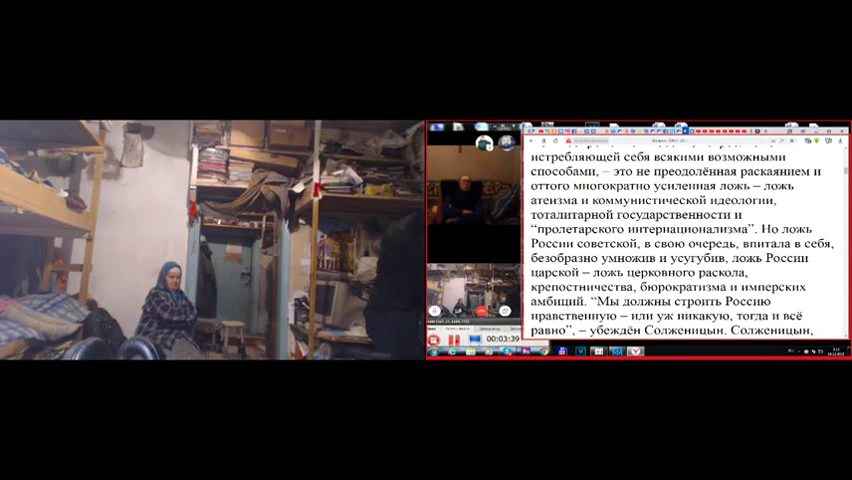 истребляющей себя всякими возможными
способами, – это не преодолённая раскаянием и
оттого многократно усиленная ложь – ложь
атеизма и коммунистической идеологии,
тоталитарной государственности и
“пролетарского интернационализма”. Но ложь
России советской, в свою очередь, впитала в себя,
безобразно умножив и усугубив, ложь России
царской – ложь церковного раскола,
крепостничества, бюрократизма и имперских
амбиций. “Мы должны строить Россию
нравственную – или уж никакую, тогда и всё
равно”, – убеждён Солженицын. Солженицын,
00:03:39